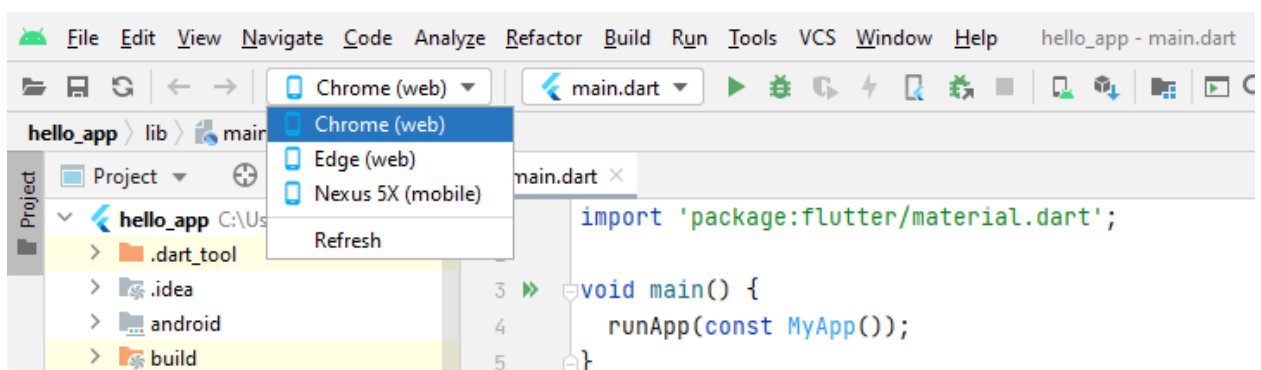 File Edit View Navigate Code Analyze Refactor Build Run Tools VCS Window Help hello_app - main.dart
Chrome (web) main.dart
hello_app lib main
Chrome (web)
Edge (web)
Nexus 5X (mobile)
Refresh
Project
Project
main.dart
hello_app C:\Us
.dart_tool
.idea
android
build
import 'package:flutter/material.dart';
3 void main() {
4 runApp(const MyApp());
5 }